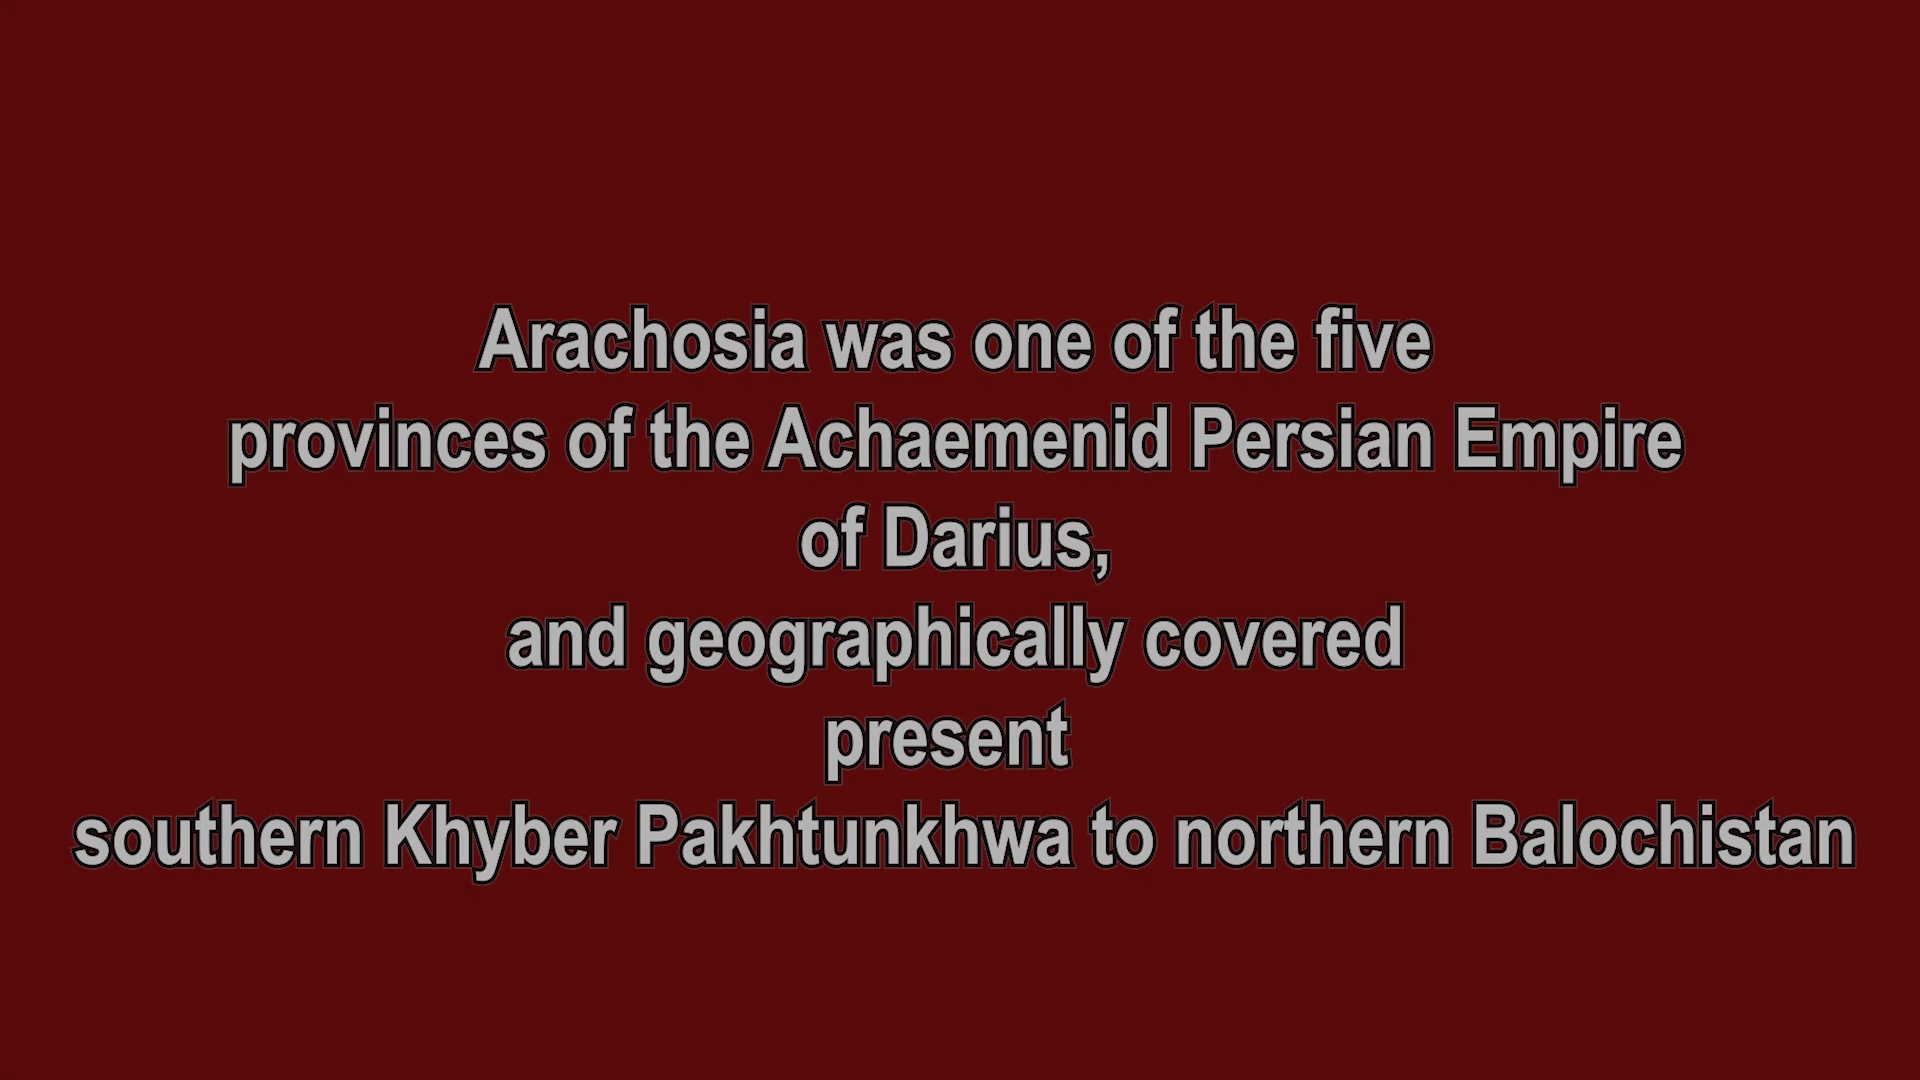 Arachosia was one of the five
provinces of the Achaemenid Persian Empire
of Darius,
and geographically covered
present
southern Khyber Pakhtunkhwa to northern Balochistan